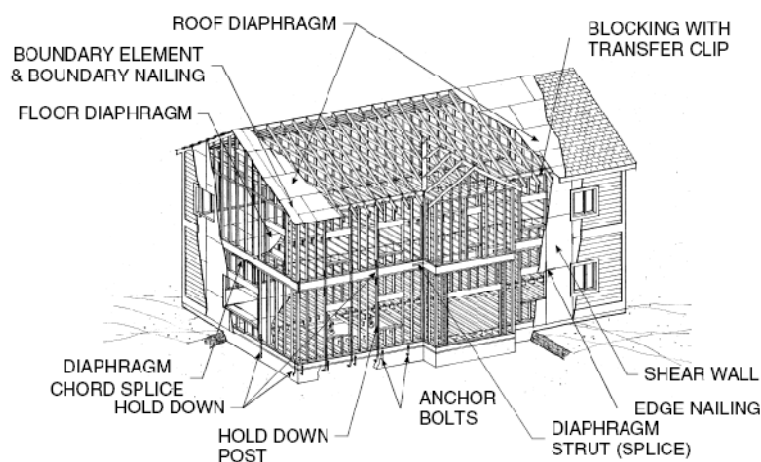 ROOF DIAPHRAGM
BLOCKING WITH
TRANSFER CLIP
BOUNDARY ELEMENT
& BOUNDARY NAILING
FLOOR DIAPHRAGM
DIAPHRAGM
CHORD SPLICE
HOLD DOWN
HOLD DOWN
POST
ANCHOR
BOLTS
SHEAR WALL
EDGE NAILING
DIAPHRAGM
STRUT (SPLICE)